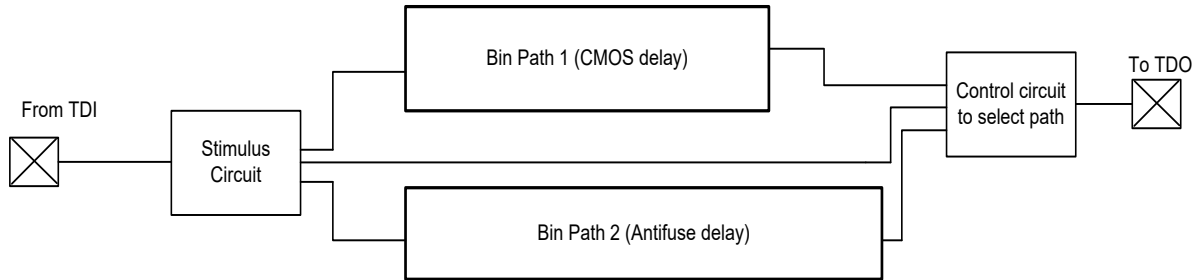 Bin Path 1 (CMOS delay)
To TDO
From TDI
Control circuit
to select path
Stimulus
Circuit
Bin Path 2 (Antifuse delay)